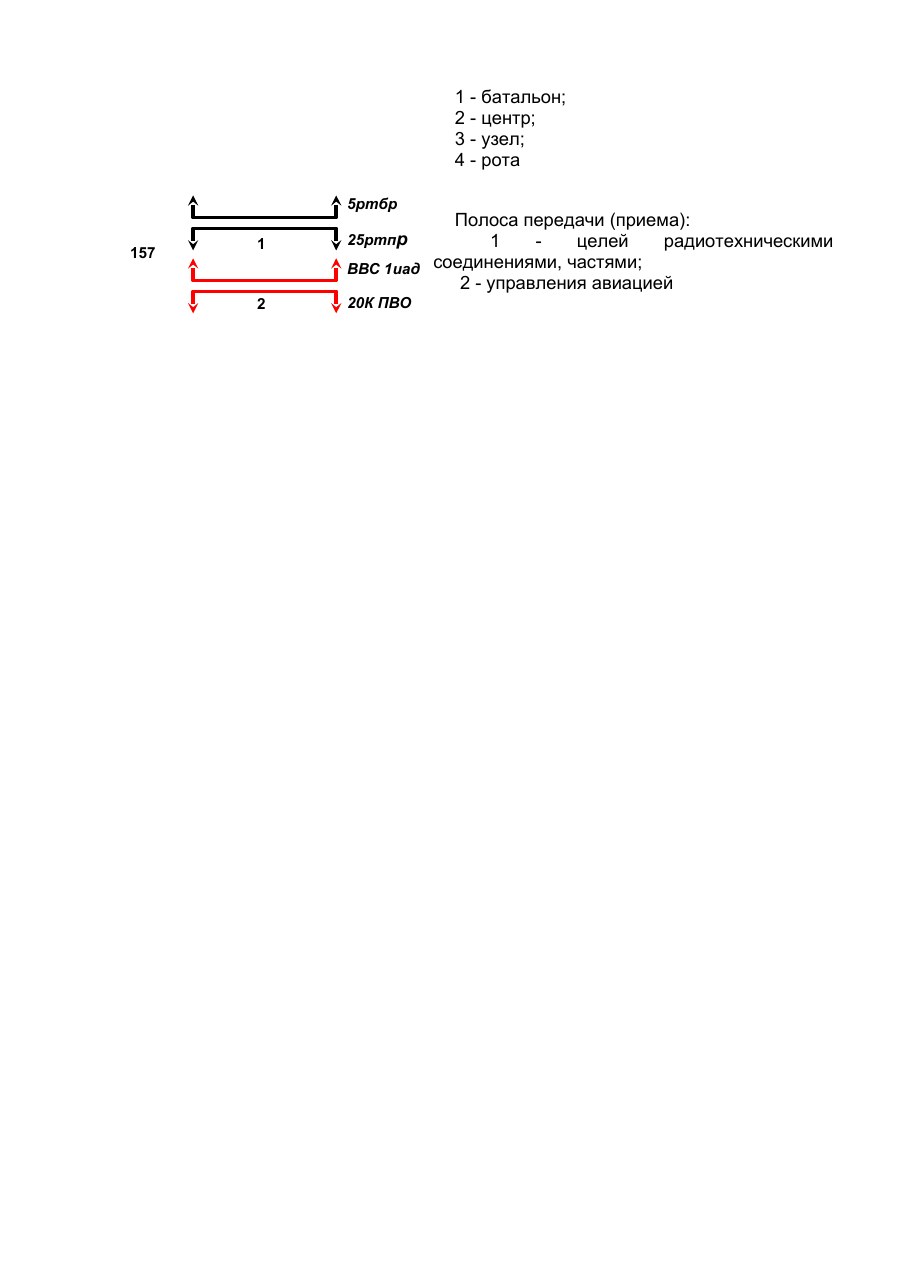 1 - батальон;
2 - центр;
3 - узел;
4 - рота
157
5ртбр
1
25ртпр
ВВС 1иад
2
20К ПВО
Полоса передачи (приема):
1 - целей радиотехническими
соединениями, частями;
2 - управления авиацией